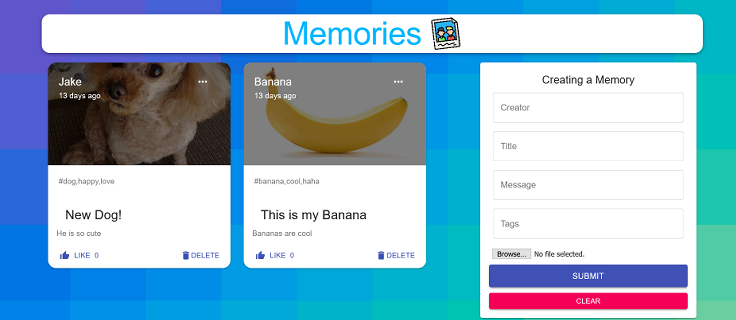 Memories
Jake
13 days ago
#dog,happy,love
New Dog!
He is so cute
LIKE 0
DELETE
Banana
13 days ago
#banana,cool,haha
This is my Banana
Bananas are cool
LIKE 0
DELETE
Creating a Memory
Creator
Title
Message
Tags
Browse... No file selected.
SUBMIT
CLEAR